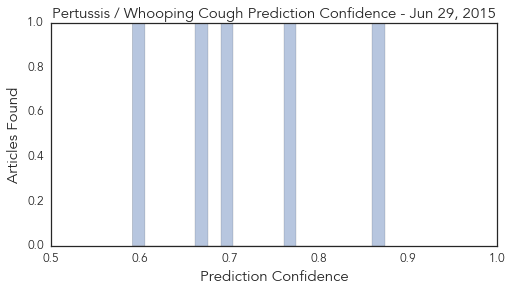 Pertussis / Whooping Cough Prediction Confidence - Jun 29, 2015
1.0
0.8
0.6
0.4
0.2
0.0
Articles Found
0.5 0.6 0.7 0.8 0.9 1.0
Prediction Confidence